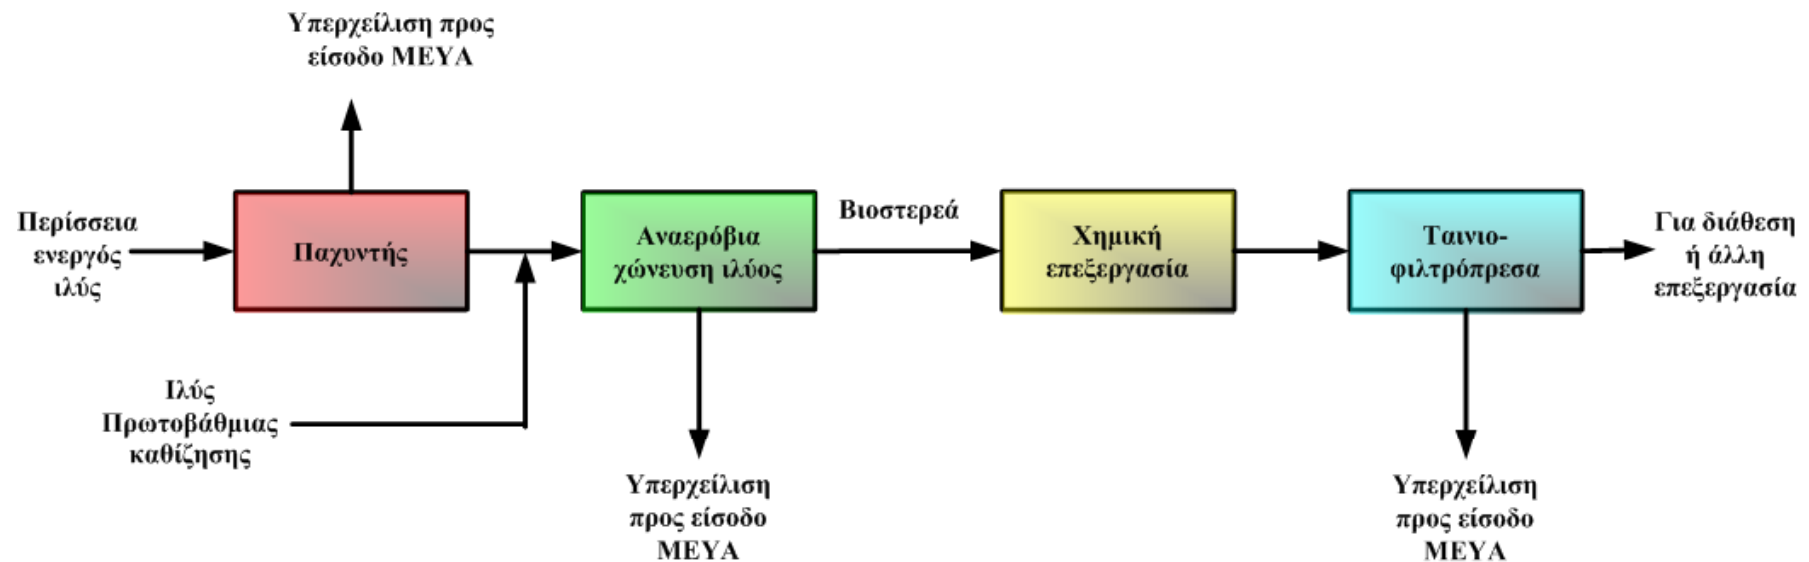 Υπερχείλιση προς
είσοδο ΜΕΥΑ
Περίσσεια
ενεργός
ιλύς
Παχυντής
Αναερόβια
χώνευση ιλύος
Βιοστερεά
Χημική
επεξεργασία
Ταινιο-
φιλτρόπρεσα
Για διάθεση
ή άλλη
επεξεργασία
Ιλύς
Πρωτοβάθμιας
καθίζησης
Υπερχείλιση
προς είσοδο
ΜΕΥΑ
Υπερχείλιση
προς είσοδο
ΜΕΥΑ